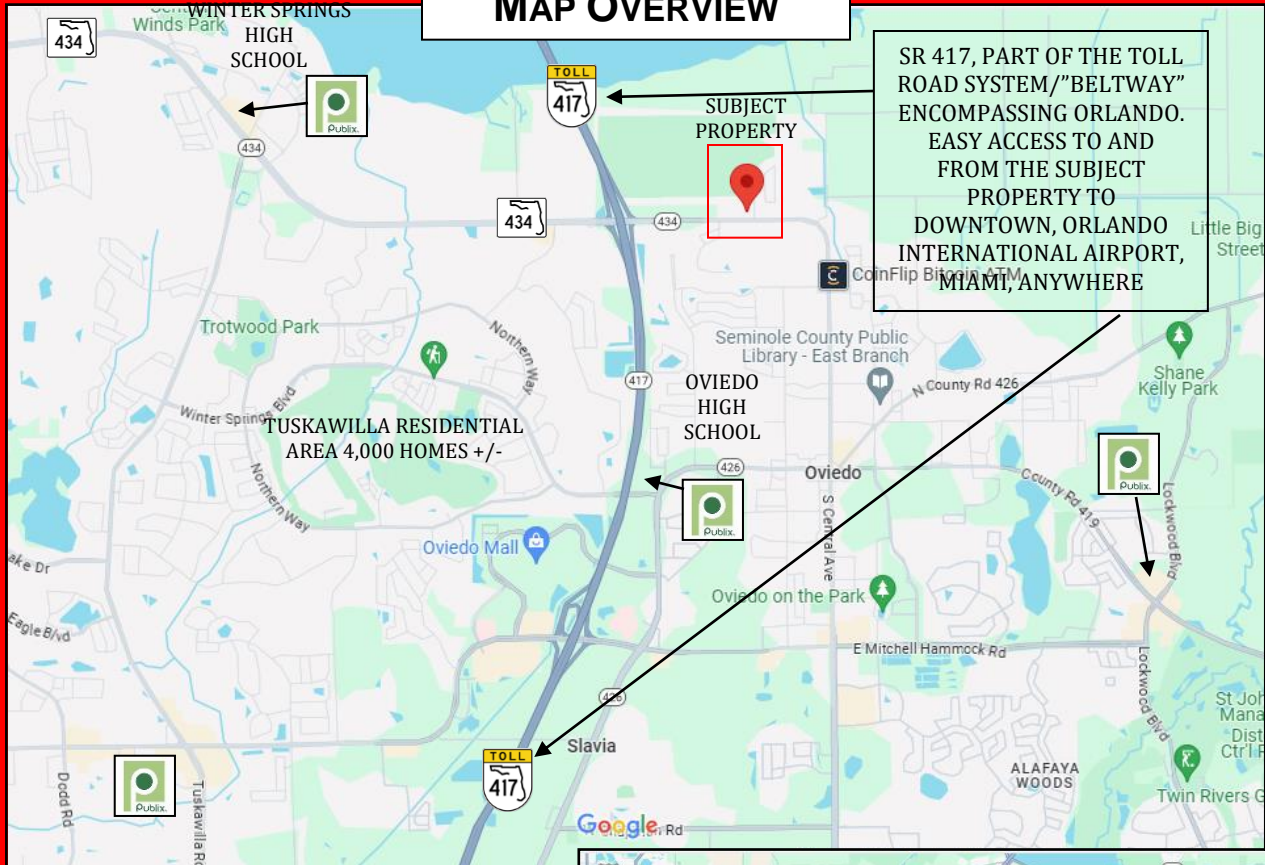 MAP OVERVIEW
WINTER SPRINGS
HIGH
SCHOOL
Winds Park
434
Publix
434
TOLL
417
SUBJECT
PROPERTY
SR 417, PART OF THE TOLL
ROAD SYSTEM/”BELTWAY”
ENCOMPASSING ORLANDO.
EASY ACCESS TO AND
FROM THE SUBJECT
PROPERTY TO
DOWNTOWN, ORLANDO
INTERNATIONAL AIRPORT,
MIAMI, ANYWHERE
434
434
Little Big
Street
CoinFlip Bitcoin ATM
Trotwood Park
Northern Way
Seminole County Public
Library - East Branch
Shane
Kelly Park
417
N County Rd 426
OVIEDO
HIGH
SCHOOL
Winter Springs Blvd
TUSKAWILLA RESIDENTIAL
AREA 4,000 HOMES +/-
Northern Way
426
Oviedo
Publix
Publix
County Rd 419
Lockwood Blvd
S Central Ave
Oviedo Mall
ake Dr
Oviedo on the Park
Eagle Blvd
E Mitchell Hammock Rd
Lockwood Blvd
426
St Joh
Mana
Dist
Ctr'l F
Slavia
TOLL
417
Publix
Dodd Rd
Tuskawilla Rd
ALAFAYA
WOODS
Twin Rivers G
Google
Rd